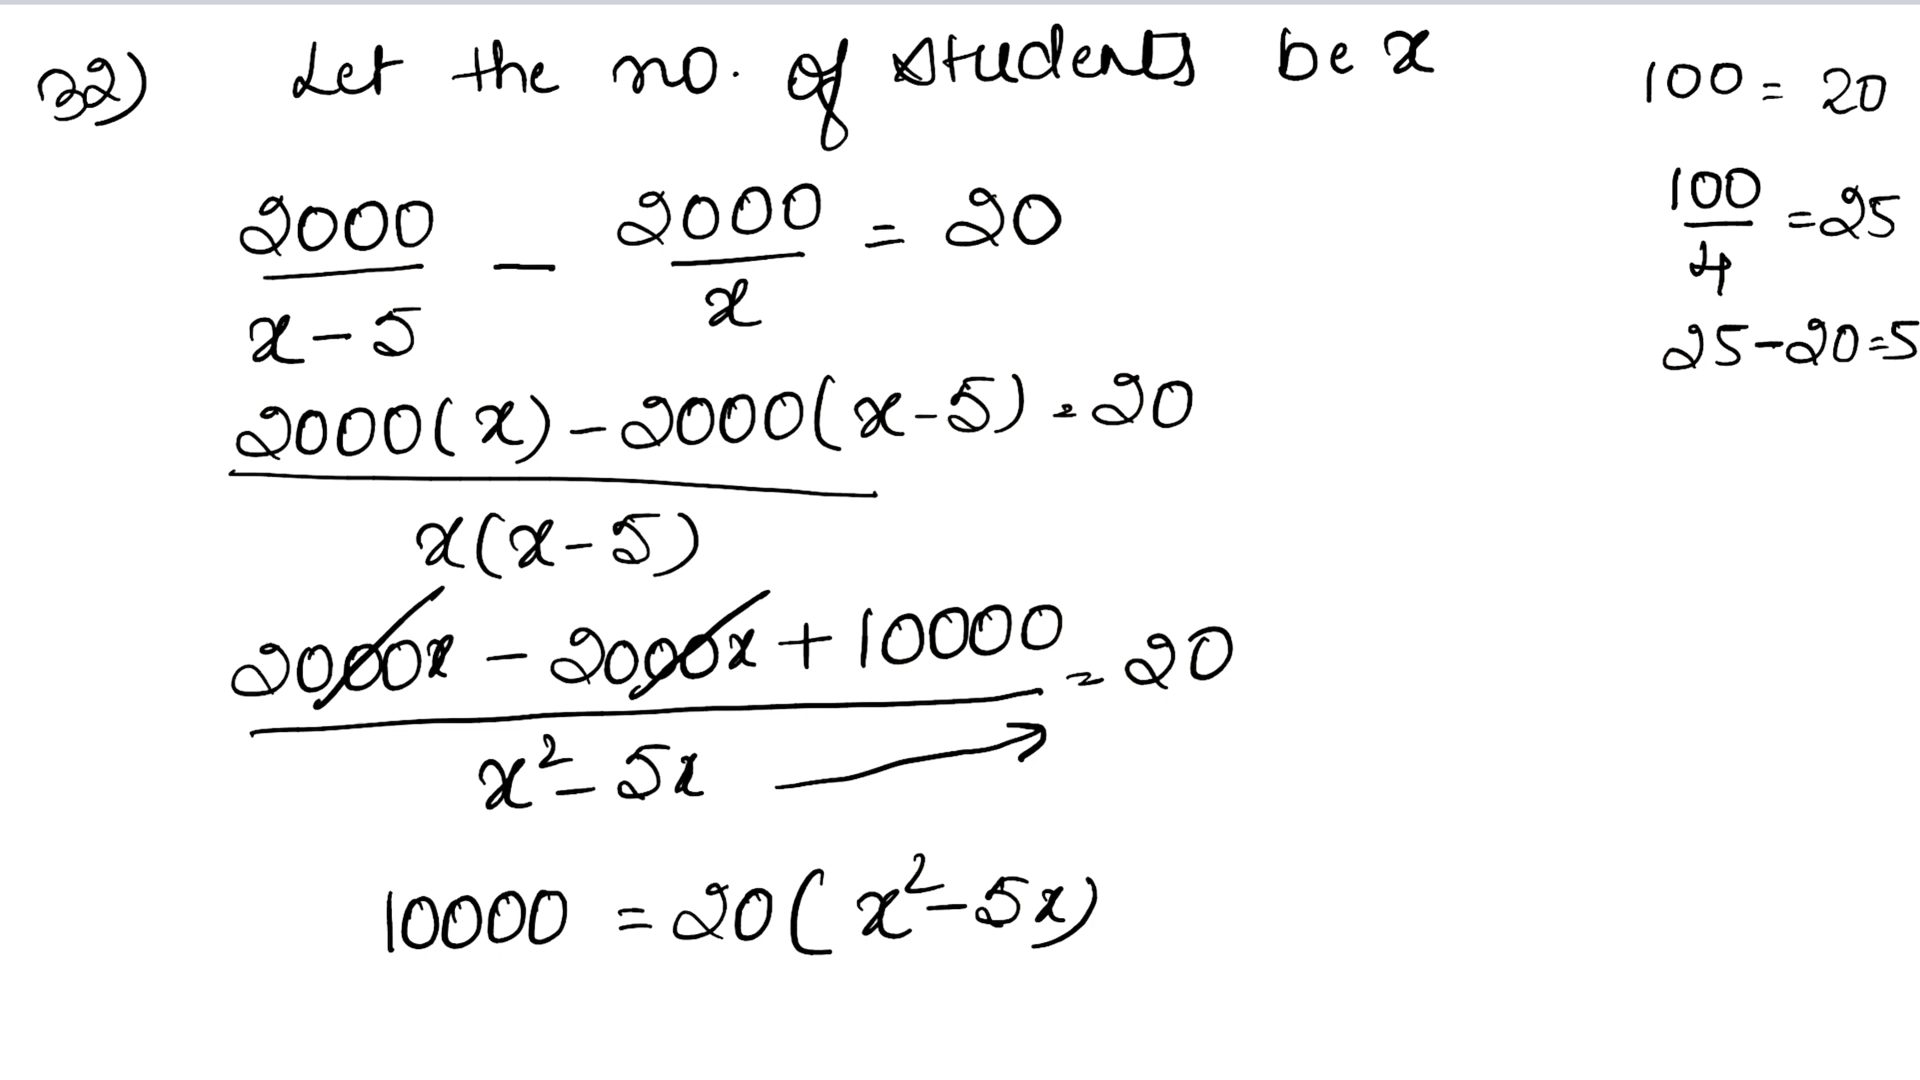 32) Let the no. of students be x
2000/x-5 - 2000/x = 20
2000(x)-2000(x-5) = 20
x(x-5)
2000x - 2000x + 10000 = 20
x²-5x →
10000 = 20(x²-5x)
100 = 20
100/4 = 25
25-20=5